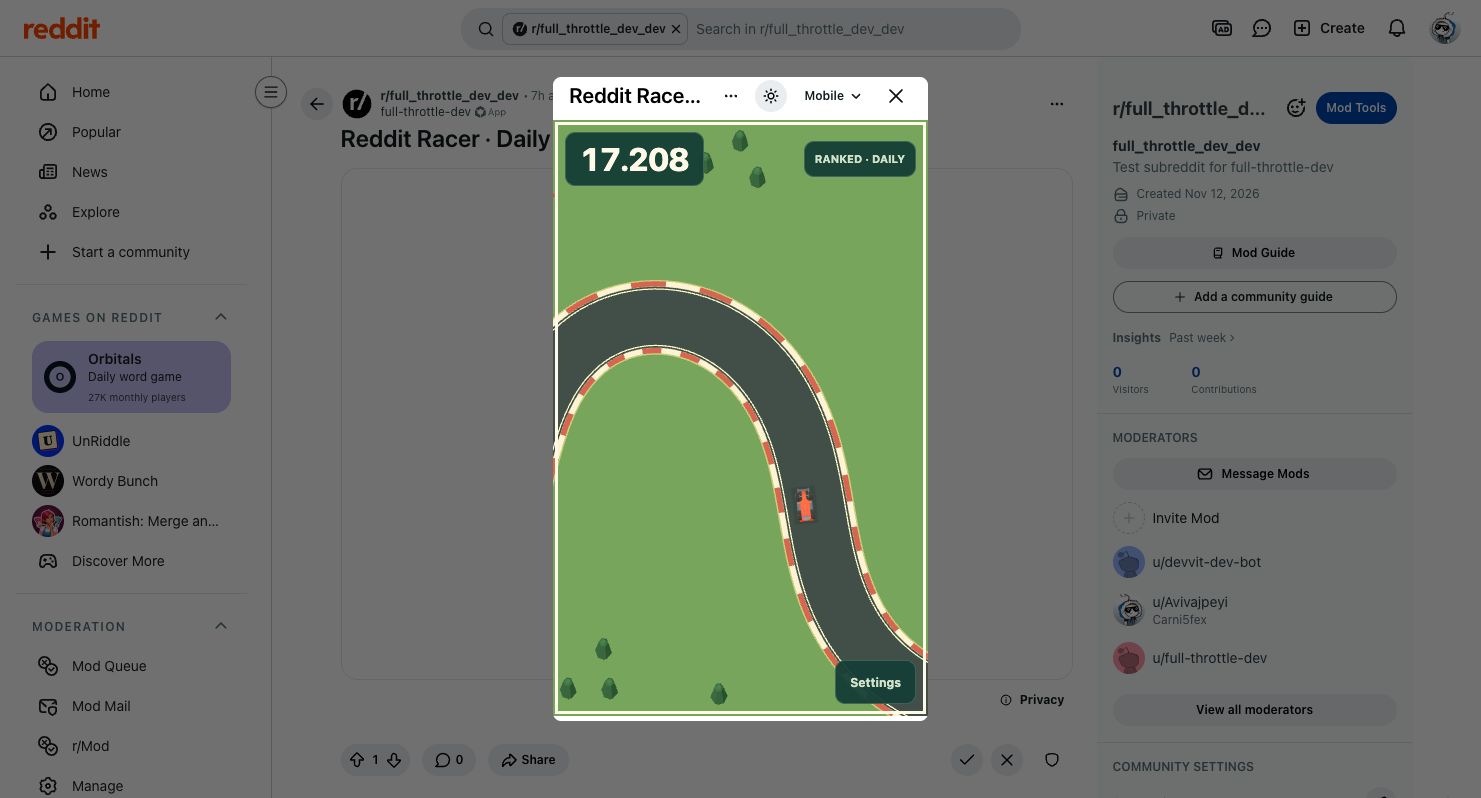 reddit
r/full_throttle_dev_dev
Search in r/full_throttle_dev_dev
AD
Create
Home
Popular
News
Explore
Start a community
GAMES ON REDDIT
Orbitals
Daily word game
27K monthly players
UnRiddle
Wordy Bunch
Romantish: Merge an...
Discover More
MODERATION
Mod Queue
Mod Mail
r/Mod
Manage
r/full_throttle_dev_dev • 7h a
full-throttle-dev App
Reddit Racer · Daily
Reddit Race...
Mobile
17.208
RANKED · DAILY
Settings
Privacy
1
0
Share
r/full_throttle_d...
Mod Tools
full_throttle_dev_dev
Test subreddit for full-throttle-dev
Created Nov 12, 2026
Private
Mod Guide
Add a community guide
Insights Past week
0
0
Visitors
Contributions
MODERATORS
Message Mods
Invite Mod
u/devvit-dev-bot
u/Avivajpeyi
Carni5fex
u/full-throttle-dev
View all moderators
COMMUNITY SETTINGS